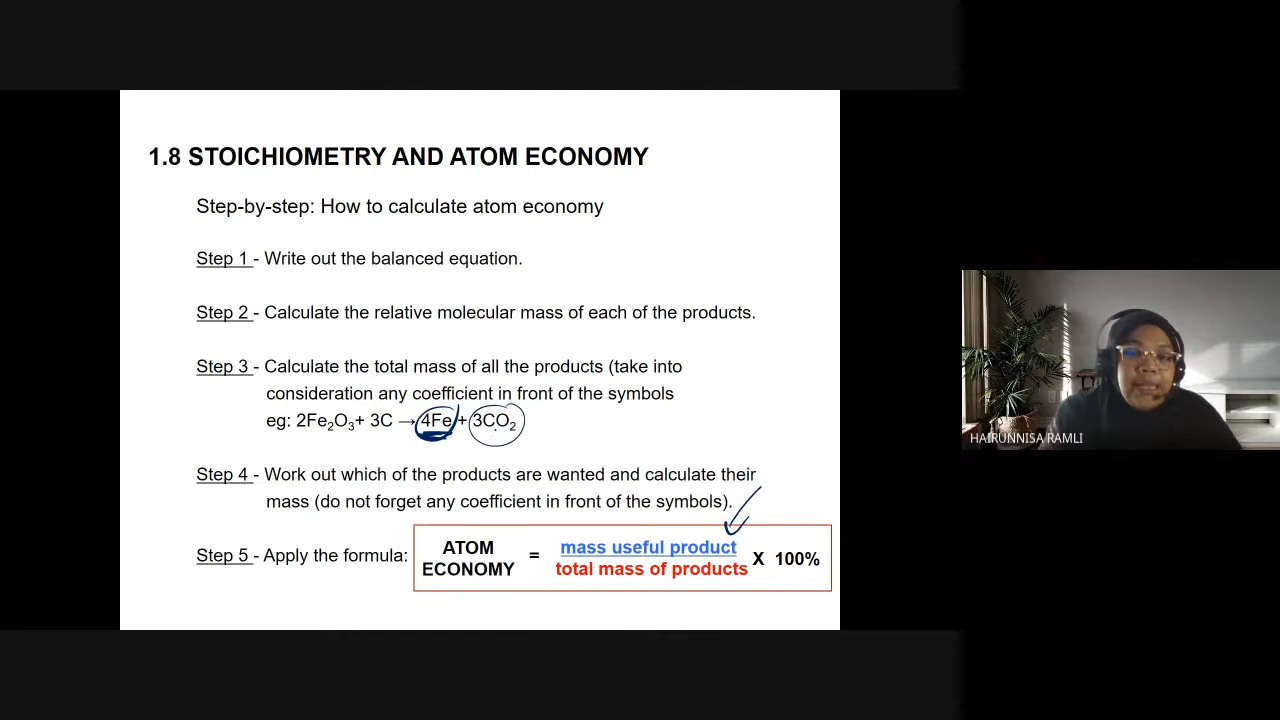 1.8 STOICHIOMETRY AND ATOM ECONOMY
Step-by-step: How to calculate atom economy
Step 1 - Write out the balanced equation.
Step 2 - Calculate the relative molecular mass of each of the products.
Step 3 - Calculate the total mass of all the products (take into
consideration any coefficient in front of the symbols
eg: 2Fe₂O₃+ 3C → 4Fe + 3CO₂
Step 4 - Work out which of the products are wanted and calculate their
mass (do not forget any coefficient in front of the symbols).
Step 5 - Apply the formula:
ATOM ECONOMY = mass useful product / total mass of products X 100%
HAIRUNNISA RAMLI